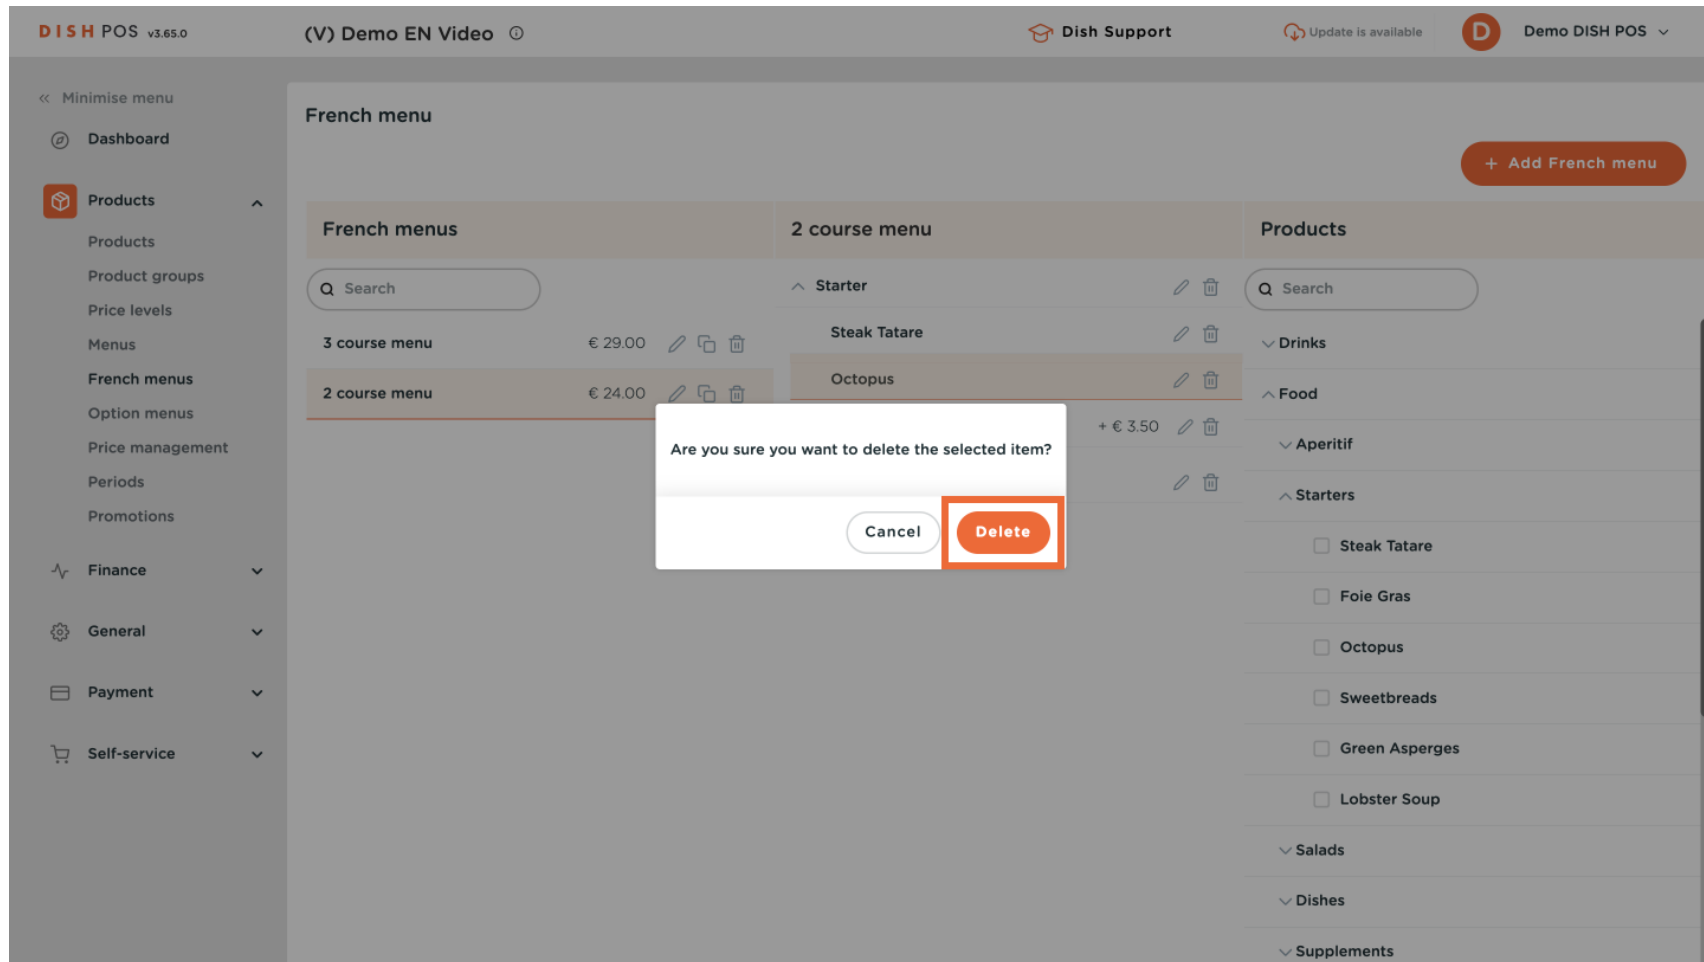 DISH POS v3.65.0
(V) Demo EN Video
Dish Support
Update is available
D
Demo DISH POS
Minimise menu
Dashboard
Products
Products
Product groups
Price levels
Menus
French menus
Option menus
Price management
Periods
Promotions
Finance
General
Payment
Self-service
French menu
+ Add French menu
French menus
Search
3 course menu € 29.00
2 course menu € 24.00
2 course menu
Starter
Steak Tatare
Octopus
+ € 3.50
Products
Search
Drinks
Food
Aperitif
Starters
Steak Tatare
Foie Gras
Octopus
Sweetbreads
Green Asperges
Lobster Soup
Salads
Dishes
Supplements
Are you sure you want to delete the selected item?
Cancel
Delete